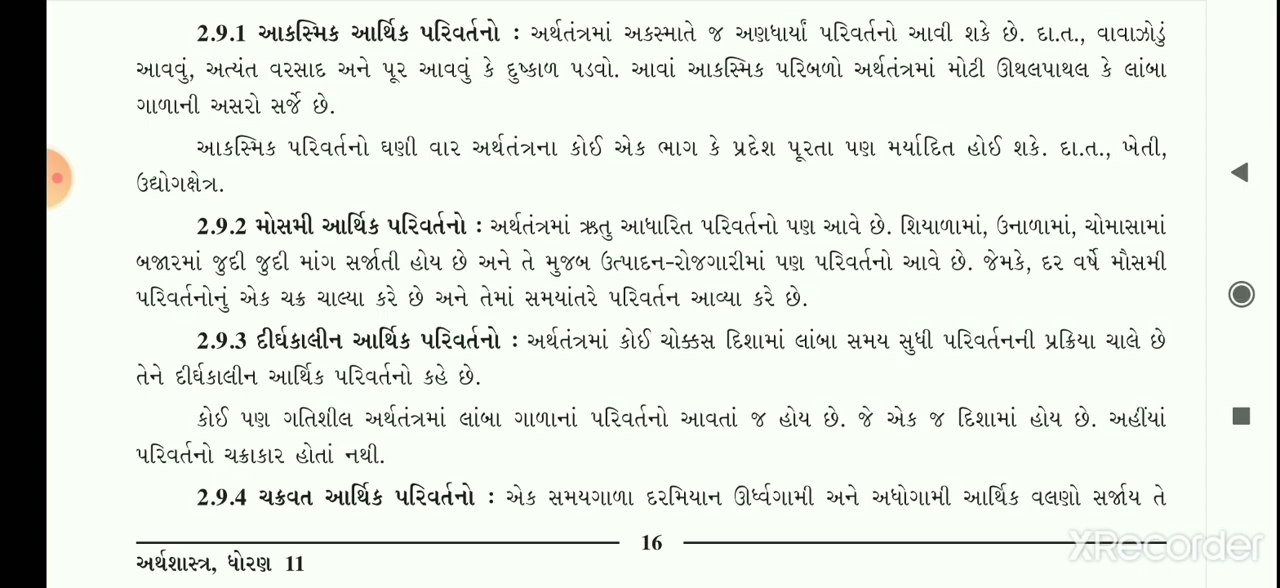 2.9.1 આકસ્મિક આર્થિક પરિવર્તનો : અર્થતંત્રમાં અકસ્માતે જ અણધાર્યાં પરિવર્તનો આવી શકે છે. દા.ત., વાવાઝોડું
આવવું, અત્યંત વરસાદ અને પૂર આવવું કે દુષ્કાળ પડવો. આવાં આકસ્મિક પરિબળો અર્થતંત્રમાં મોટી ઊથલપાથલ કે લાંબા
ગાળાની અસરો સર્જે છે.
આકસ્મિક પરિવર્તનો ઘણી વાર અર્થતંત્રના કોઈ એક ભાગ કે પ્રદેશ પૂરતા પણ મર્યાદિત હોઈ શકે. દા.ત., ખેતી,
ઉદ્યોગક્ષેત્ર.
2.9.2 મોસમી આર્થિક પરિવર્તનો : અર્થતંત્રમાં ઋતુ આધારિત પરિવર્તનો પણ આવે છે. શિયાળામાં, ઉનાળામાં, ચોમાસામાં
બજારમાં જુદી જુદી માંગ સર્જાતી હોય છે અને તે મુજબ ઉત્પાદન-રોજગારીમાં પણ પરિવર્તનો આવે છે. જેમકે, દર વર્ષે મૌસમી
પરિવર્તનોનું એક ચક્ર ચાલ્યા કરે છે અને તેમાં સમયાંતરે પરિવર્તન આવ્યા કરે છે.
2.9.3 દીર્ઘકાલીન આર્થિક પરિવર્તનો : અર્થતંત્રમાં કોઈ ચોક્કસ દિશામાં લાંબા સમય સુધી પરિવર્તનની પ્રક્રિયા ચાલે છે
તેને દીર્ઘકાલીન આર્થિક પરિવર્તનો કહે છે.
કોઈ પણ ગતિશીલ અર્થતંત્રમાં લાંબા ગાળાનાં પરિવર્તનો આવતાં જ હોય છે. જે એક જ દિશામાં હોય છે. અહીંયાં
પરિવર્તનો ચક્રાકાર હોતાં નથી.
2.9.4 ચક્રવત આર્થિક પરિવર્તનો : એક સમયગાળા દરમિયાન ઊર્ધ્વગામી અને અધોગામી આર્થિક વલણો સર્જાય તે
16
અર્થશાસ્ત્ર, ધોરણ 11
XRecorder